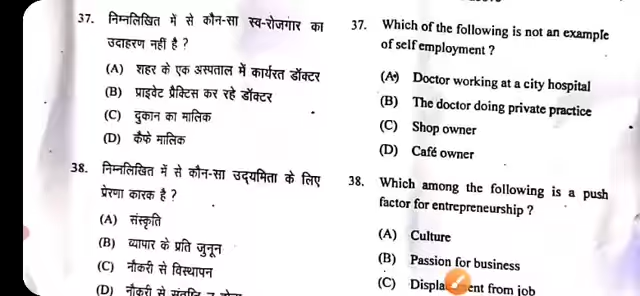 37. निम्नलिखित में से कौन-सा स्व-रोजगार का
उदाहरण नहीं है ?
(A) शहर के एक अस्पताल में कार्यरत डॉक्टर
(B) प्राइवेट प्रैक्टिस कर रहे डॉक्टर
(C) दुकान का मालिक
(D) कैफे मालिक
38. निम्नलिखित में से कौन-सा उद्यमिता के लिए
प्रेरणा कारक है ?
(A) संस्कृति
(B) व्यापार के प्रति जुनून
(C) नौकरी से विस्थापन
(D) नौकरी से
37. Which of the following is not an example
of self employment ?
(A) Doctor working at a city hospital
(B) The doctor doing private practice
(C) Shop owner
(D) Café owner
38. Which among the following is a push
factor for entrepreneurship ?
(A) Culture
(B) Passion for business
(C) from job